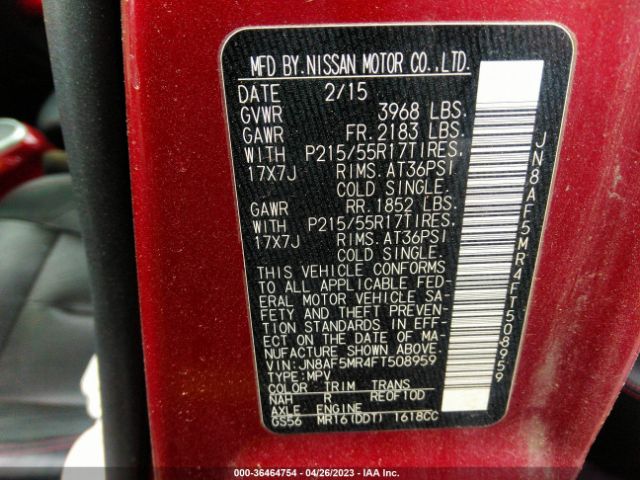 MFD BY.NISSAN MOTOR CO.,LTD.
DATE 2/15
GVWR 3968 LBS.
GAWR FR.2183 LBS.
WITH P215/55R17TIRES.
17X7J RIMS.AT36PSI
COLD SINGLE.
GAWR RR.1852 LBS.
WITH P215/55R17TIRES.
17X7J RIMS.AT36PSI
COLD SINGLE.
THIS VEHICLE CONFORMS
TO ALL APPLICABLE FED-
ERAL MOTOR VEHICLE SA-
FETY AND THEFT PREVEN-
TION STANDARDS IN EFF-
ECT ON THE DATE OF MA-
NUFACTURE SHOWN ABOVE.
VIN:JN8AF5MR4FT508959
TYPE:MPV
COLOR TRIM TRANS
NAH R RE0F10D
AXLE ENGINE
GS56 MR16(DDT) 1618CC
JN8AF5MR4FT508959
000-36464754 / 04/26/2023 / IAA Inc.